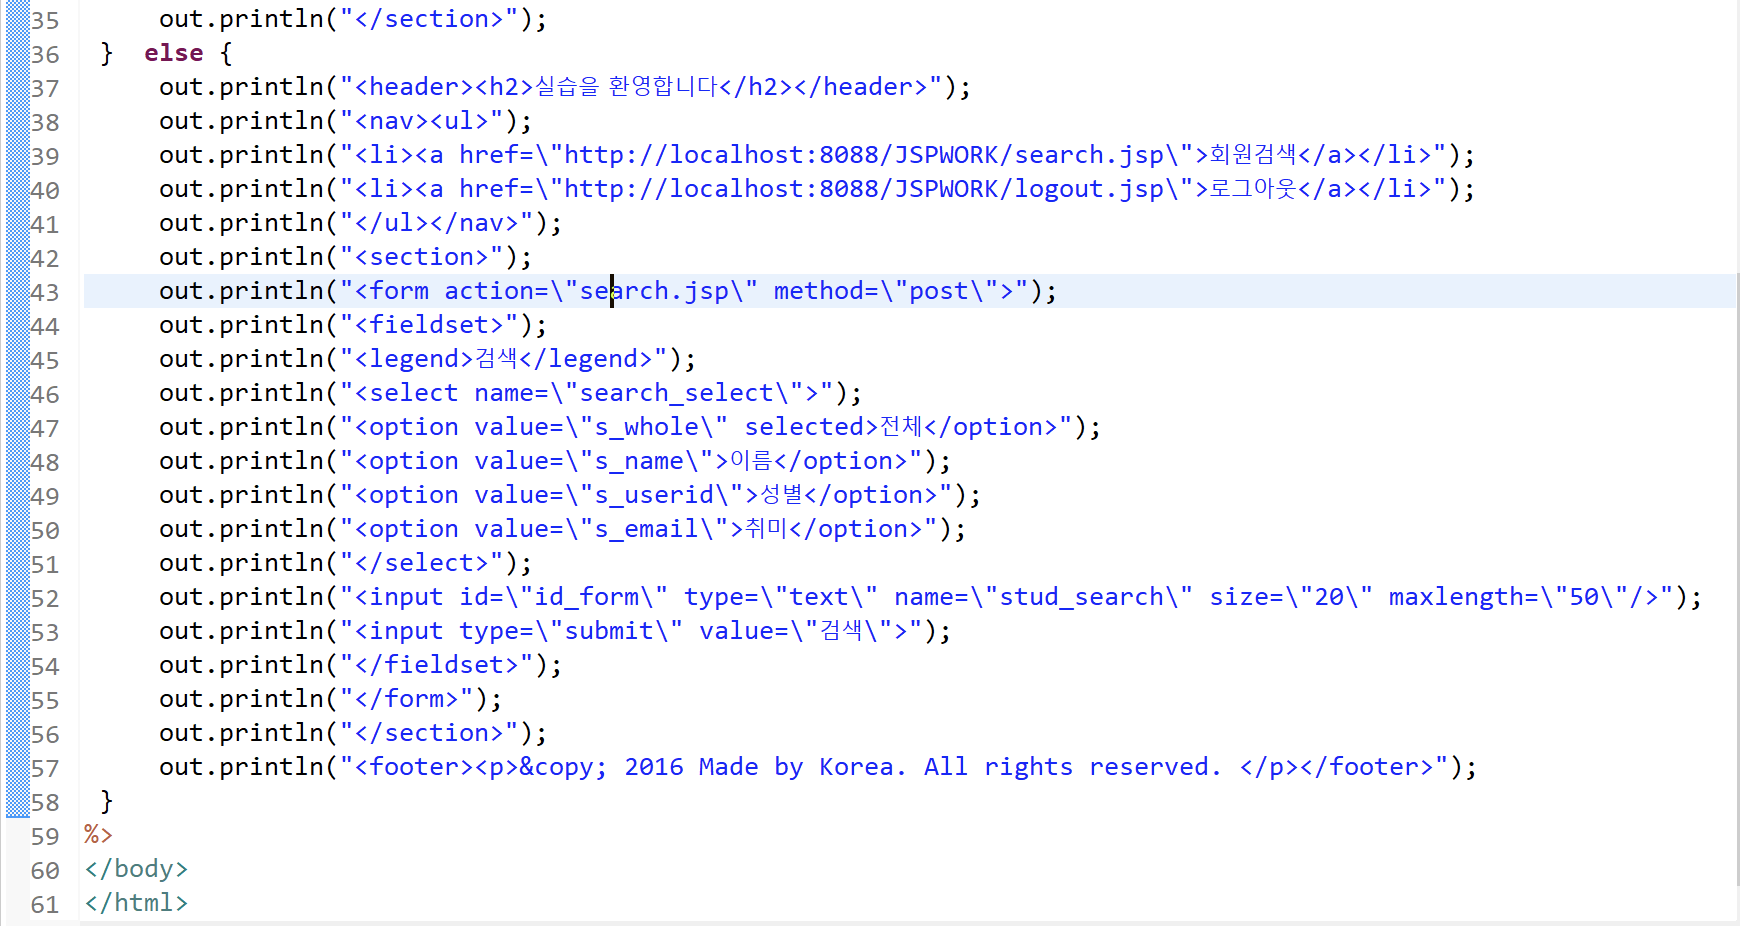 35 out.println("</section>");
36 } else {
37 out.println("<header><h2>실습을 환영합니다</h2></header>");
38 out.println("<nav><ul>");
39 out.println("<li><a href=\"http://localhost:8088/JSPWORK/search.jsp\">회원검색</a></li>");
40 out.println("<li><a href=\"http://localhost:8088/JSPWORK/logout.jsp\">로그아웃</a></li>");
41 out.println("</ul></nav>");
42 out.println("<section>");
43 out.println("<form action=\"search.jsp\" method=\"post\">");
44 out.println("<fieldset>");
45 out.println("<legend>검색</legend>");
46 out.println("<select name=\"search_select\">");
47 out.println("<option value=\"s_whole\" selected>전체</option>");
48 out.println("<option value=\"s_name\">이름</option>");
49 out.println("<option value=\"s_userid\">성별</option>");
50 out.println("<option value=\"s_email\">취미</option>");
51 out.println("</select>");
52 out.println("<input id=\"id_form\" type=\"text\" name=\"stud_search\" size=\"20\" maxlength=\"50\"/>");
53 out.println("<input type=\"submit\" value=\"검색\">");
54 out.println("</fieldset>");
55 out.println("</form>");
56 out.println("</section>");
57 out.println("<footer><p>&copy; 2016 Made by Korea. All rights reserved. </p></footer>");
58 }
59 %>
60 </body>
61 </html>